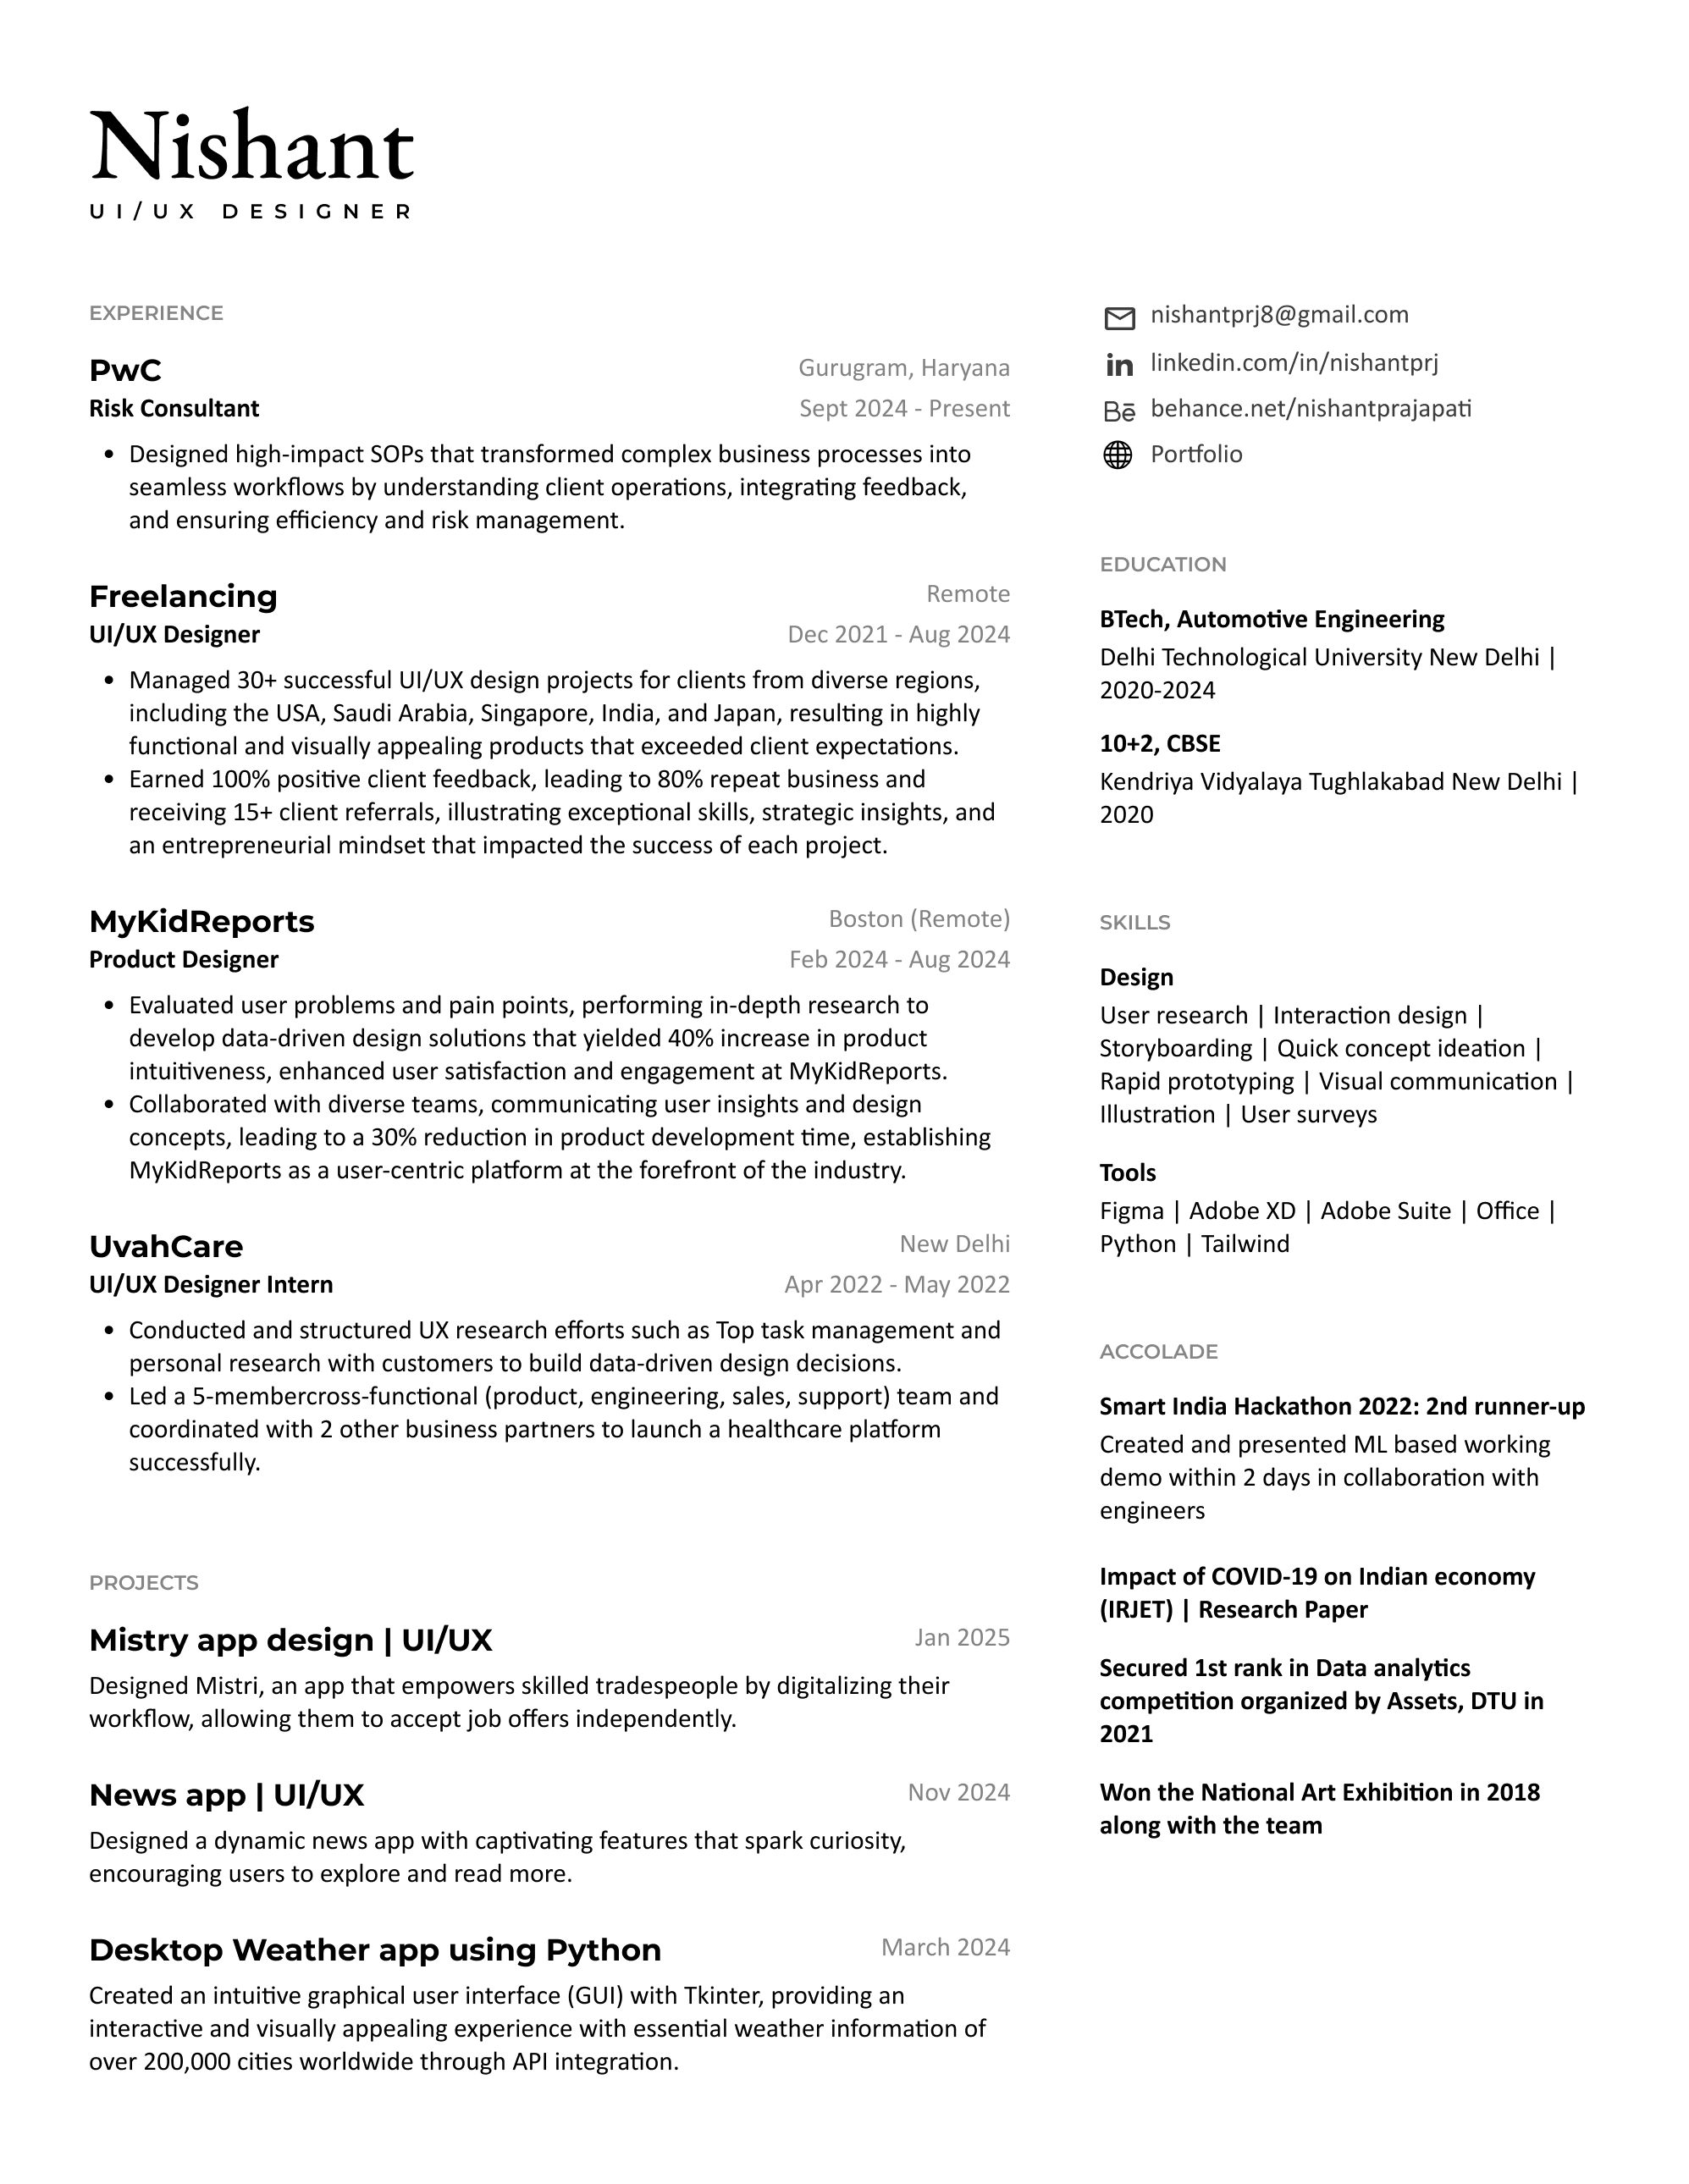 Nishant
UI/UX DESIGNER
EXPERIENCE
PwC
Gurugram, Haryana
Risk Consultant
Sept 2024 - Present
• Designed high-impact SOPs that transformed complex business processes into
seamless workflows by understanding client operations, integrating feedback,
and ensuring efficiency and risk management.
Freelancing
Remote
UI/UX Designer
Dec 2021 - Aug 2024
• Managed 30+ successful UI/UX design projects for clients from diverse regions,
including the USA, Saudi Arabia, Singapore, India, and Japan, resulting in highly
functional and visually appealing products that exceeded client expectations.
• Earned 100% positive client feedback, leading to 80% repeat business and
receiving 15+ client referrals, illustrating exceptional skills, strategic insights, and
an entrepreneurial mindset that impacted the success of each project.
MyKidReports
Boston (Remote)
Product Designer
Feb 2024 - Aug 2024
• Evaluated user problems and pain points, performing in-depth research to
develop data-driven design solutions that yielded 40% increase in product
intuitiveness, enhanced user satisfaction and engagement at MyKidReports.
• Collaborated with diverse teams, communicating user insights and design
concepts, leading to a 30% reduction in product development time, establishing
MyKidReports as a user-centric platform at the forefront of the industry.
UvahCare
New Delhi
UI/UX Designer Intern
Apr 2022 - May 2022
• Conducted and structured UX research efforts such as Top task management and
personal research with customers to build data-driven design decisions.
• Led a 5-membercross-functional (product, engineering, sales, support) team and
coordinated with 2 other business partners to launch a healthcare platform
successfully.
PROJECTS
Mistry app design | UI/UX
Jan 2025
Designed Mistri, an app that empowers skilled tradespeople by digitalizing their
workflow, allowing them to accept job offers independently.
News app | UI/UX
Nov 2024
Designed a dynamic news app with captivating features that spark curiosity,
encouraging users to explore and read more.
Desktop Weather app using Python
March 2024
Created an intuitive graphical user interface (GUI) with Tkinter, providing an
interactive and visually appealing experience with essential weather information of
over 200,000 cities worldwide through API integration.
nishantprj8@gmail.com
in linkedin.com/in/nishantprj
Bē behance.net/nishantprajapati
Portfolio
EDUCATION
BTech, Automotive Engineering
Delhi Technological University New Delhi |
2020-2024
10+2, CBSE
Kendriya Vidyalaya Tughlakabad New Delhi |
2020
SKILLS
Design
User research | Interaction design |
Storyboarding | Quick concept ideation |
Rapid prototyping | Visual communication |
Illustration | User surveys
Tools
Figma | Adobe XD | Adobe Suite | Office |
Python | Tailwind
ACCOLADE
Smart India Hackathon 2022: 2nd runner-up
Created and presented ML based working
demo within 2 days in collaboration with
engineers
Impact of COVID-19 on Indian economy
(IRJET) | Research Paper
Secured 1st rank in Data analytics
competition organized by Assets, DTU in
2021
Won the National Art Exhibition in 2018
along with the team